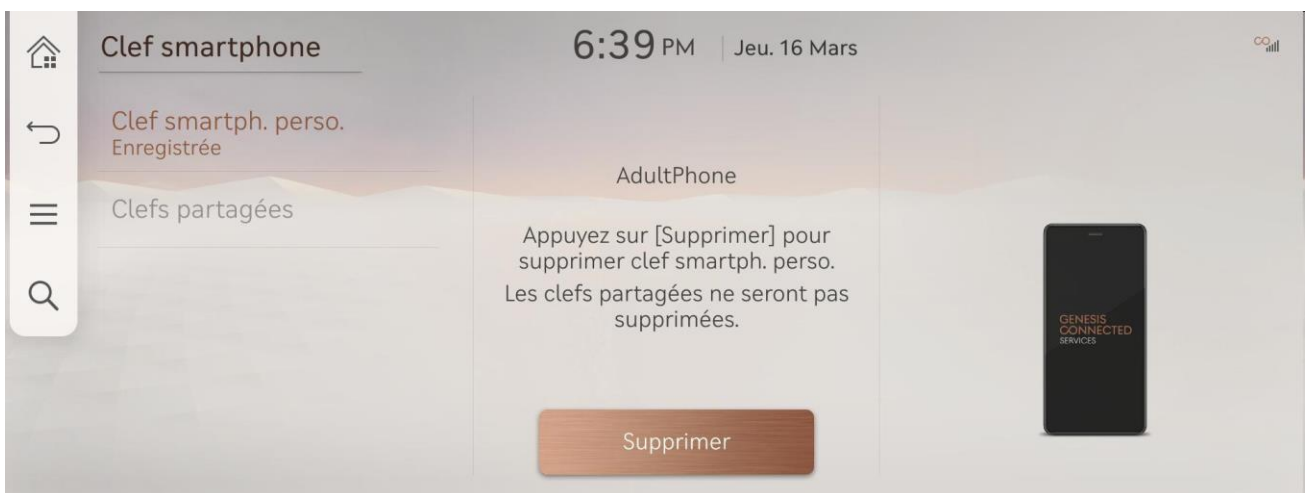 Clef smartphone
6:39 PM
Jeu. 16 Mars
Clef smartph. perso.
Enregistrée
Clefs partagées
AdultPhone
Appuyez sur [Supprimer] pour
supprimer clef smartph. perso.
Les clefs partagées ne seront pas
supprimées.
Supprimer
GENESIS
CONNECTED
SERVICES